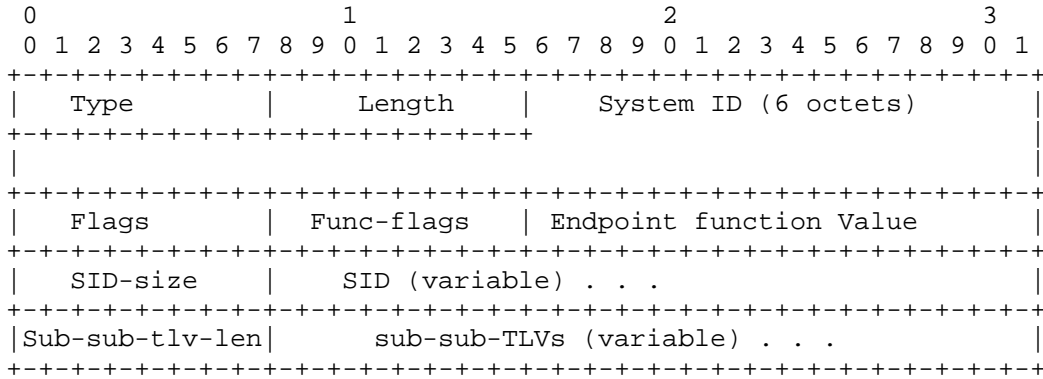 0                   1                   2                   3
 0 1 2 3 4 5 6 7 8 9 0 1 2 3 4 5 6 7 8 9 0 1 2 3 4 5 6 7 8 9 0 1
+-+-+-+-+-+-+-+-+-+-+-+-+-+-+-+-+-+-+-+-+-+-+-+-+-+-+-+-+-+-+-+-+
|   Type        |     Length    |    System ID (6 octets)       |
+-+-+-+-+-+-+-+-+-+-+-+-+-+-+-+-+                               |
|                                                               |
+-+-+-+-+-+-+-+-+-+-+-+-+-+-+-+-+-+-+-+-+-+-+-+-+-+-+-+-+-+-+-+-+
|   Flags       |  Func-flags   | Endpoint function Value       |
+-+-+-+-+-+-+-+-+-+-+-+-+-+-+-+-+-+-+-+-+-+-+-+-+-+-+-+-+-+-+-+-+
|   SID-size    |    SID (variable) . . .                       |
+-+-+-+-+-+-+-+-+-+-+-+-+-+-+-+-+-+-+-+-+-+-+-+-+-+-+-+-+-+-+-+-+
|Sub-sub-tlv-len|      sub-sub-TLVs (variable) . . .            |
+-+-+-+-+-+-+-+-+-+-+-+-+-+-+-+-+-+-+-+-+-+-+-+-+-+-+-+-+-+-+-+-+